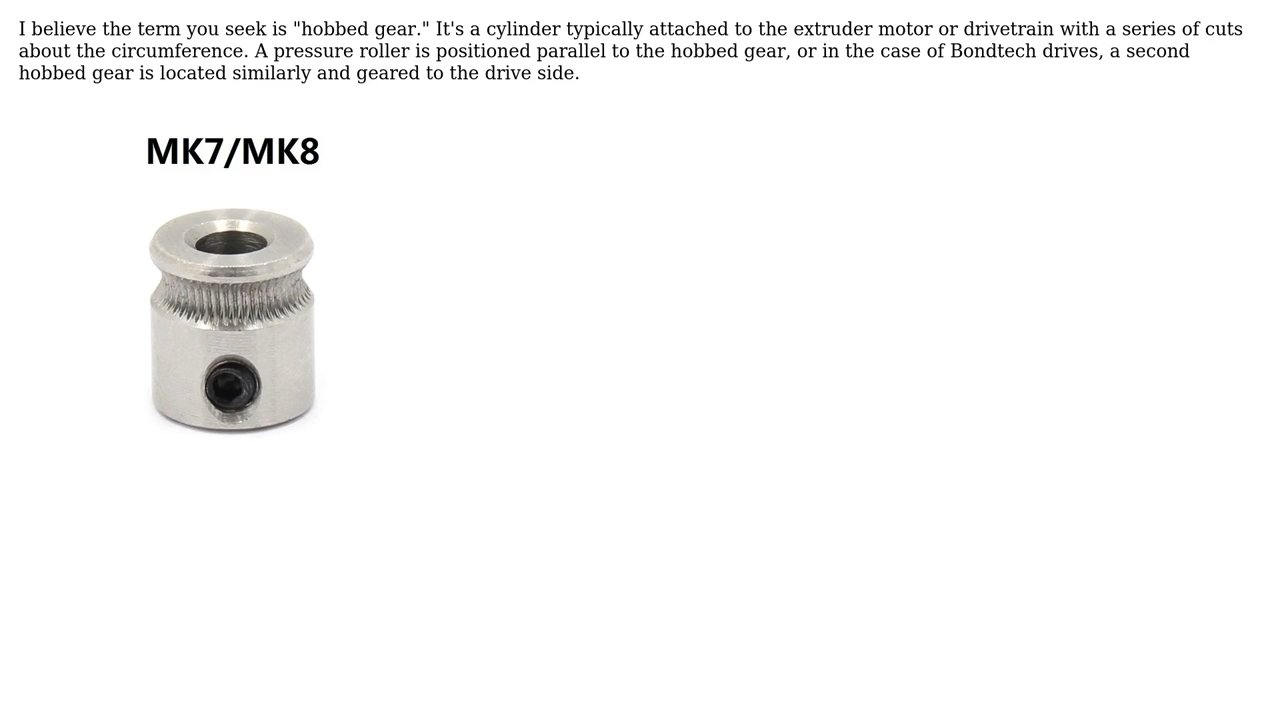 I believe the term you seek is "hobbed gear." It's a cylinder typically attached to the extruder motor or drivetrain with a series of cuts
about the circumference. A pressure roller is positioned parallel to the hobbed gear, or in the case of Bondtech drives, a second
hobbed gear is located similarly and geared to the drive side.
MK7/MK8